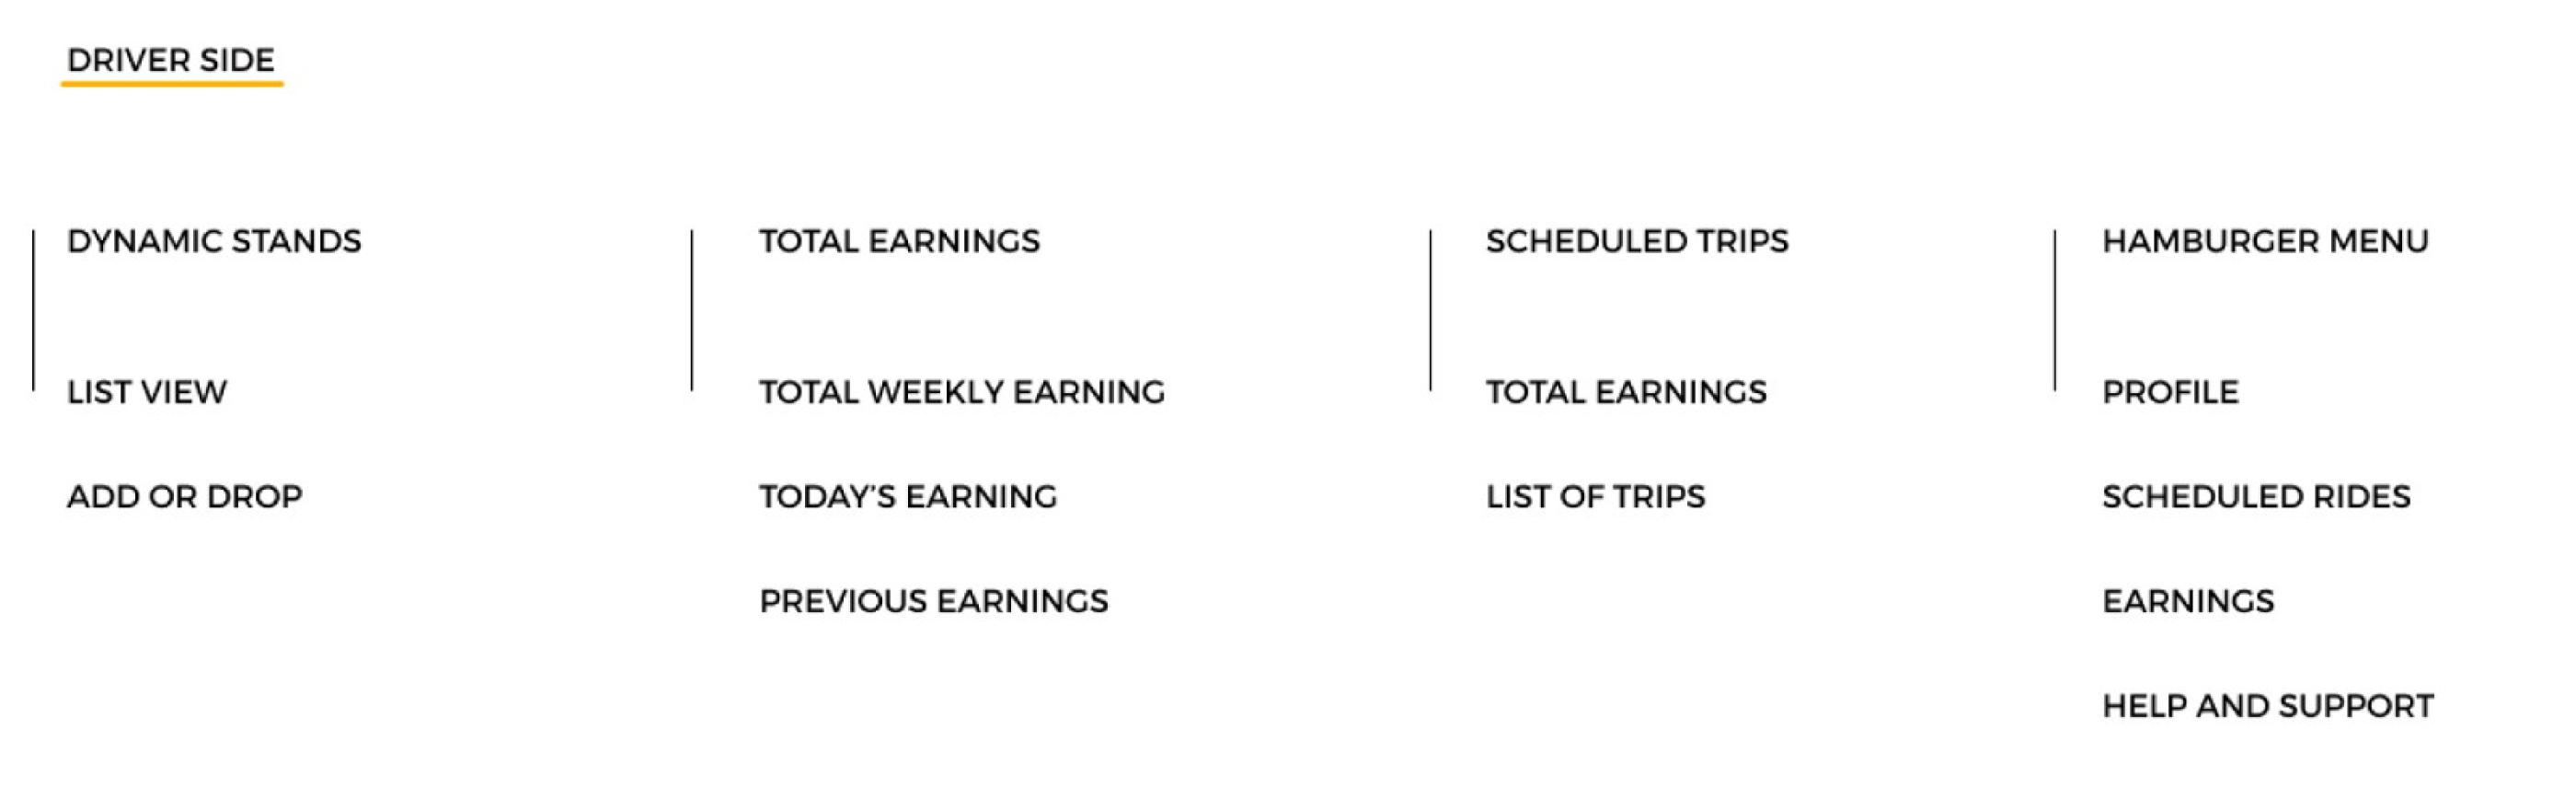 DRIVER SIDE
DYNAMIC STANDS
LIST VIEW
ADD OR DROP
TOTAL EARNINGS
TOTAL WEEKLY EARNING
TODAY’S EARNING
PREVIOUS EARNINGS
SCHEDULED TRIPS
TOTAL EARNINGS
LIST OF TRIPS
HAMBURGER MENU
PROFILE
SCHEDULED RIDES
EARNINGS
HELP AND SUPPORT